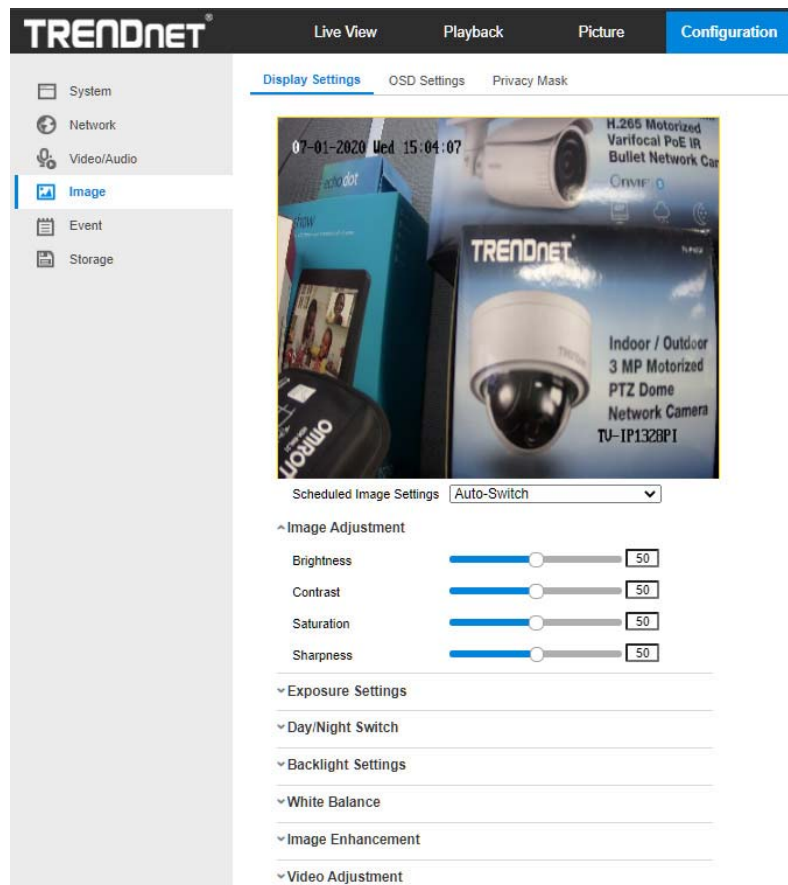 TRENDnet®
Live View
Playback
Picture
Configuration
System
Network
Video/Audio
Image
Event
Storage
Display Settings
OSD Settings
Privacy Mask
07-01-2020 Wed 15:04:07
H.265 Motorized
Varifocal PoE IR
Bullet Network Cam
echo dot
TRENDnet
Indoor / Outdoor
3 MP Motorized
PTZ Dome
Network Camera
TV-IP1328PI
OMRON
Scheduled Image Settings
Auto-Switch
Image Adjustment
Brightness
50
Contrast
50
Saturation
50
Sharpness
50
Exposure Settings
Day/Night Switch
Backlight Settings
White Balance
Image Enhancement
Video Adjustment